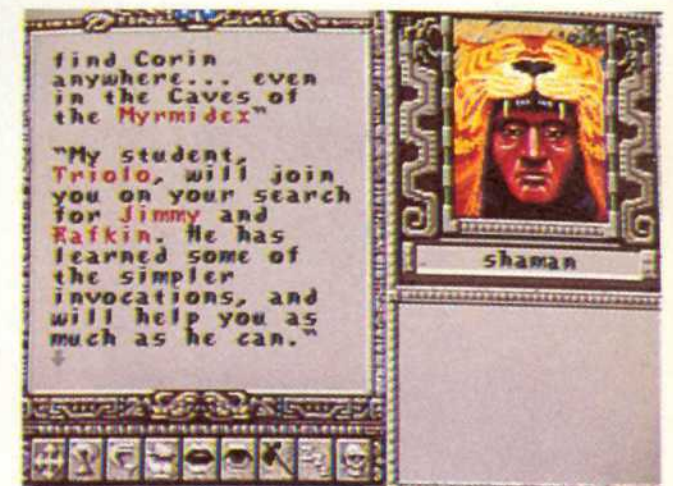 find Corin
anywhere... even
in the Caves of
the Myrmidex"
"My student,
Triolo, will join
you on your search
for Jimmy and
Rafkin. He has
learned some of
the simpler
invocations, and
will help you as
much as he can."
shaman